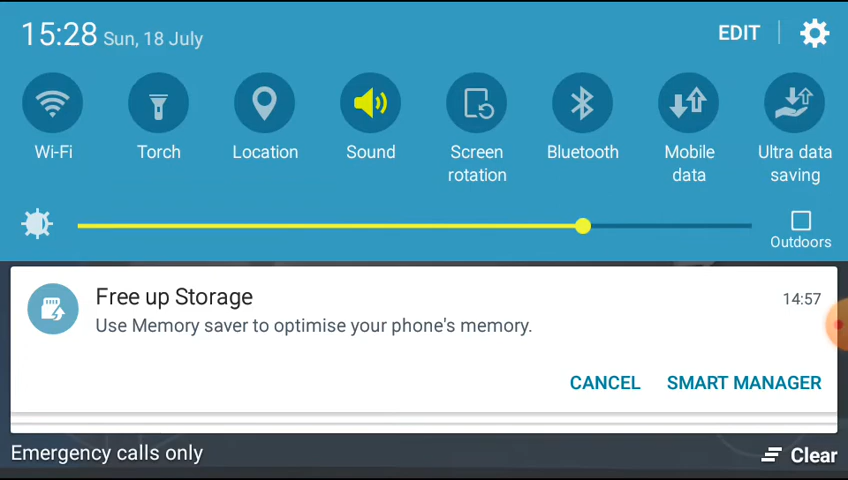 15:28 Sun, 18 July EDIT
Wi-Fi Torch Location Sound Screen rotation Bluetooth Mobile data Ultra data saving
Outdoors
Free up Storage 14:57
Use Memory saver to optimise your phone's memory.
CANCEL SMART MANAGER
Emergency calls only Clear